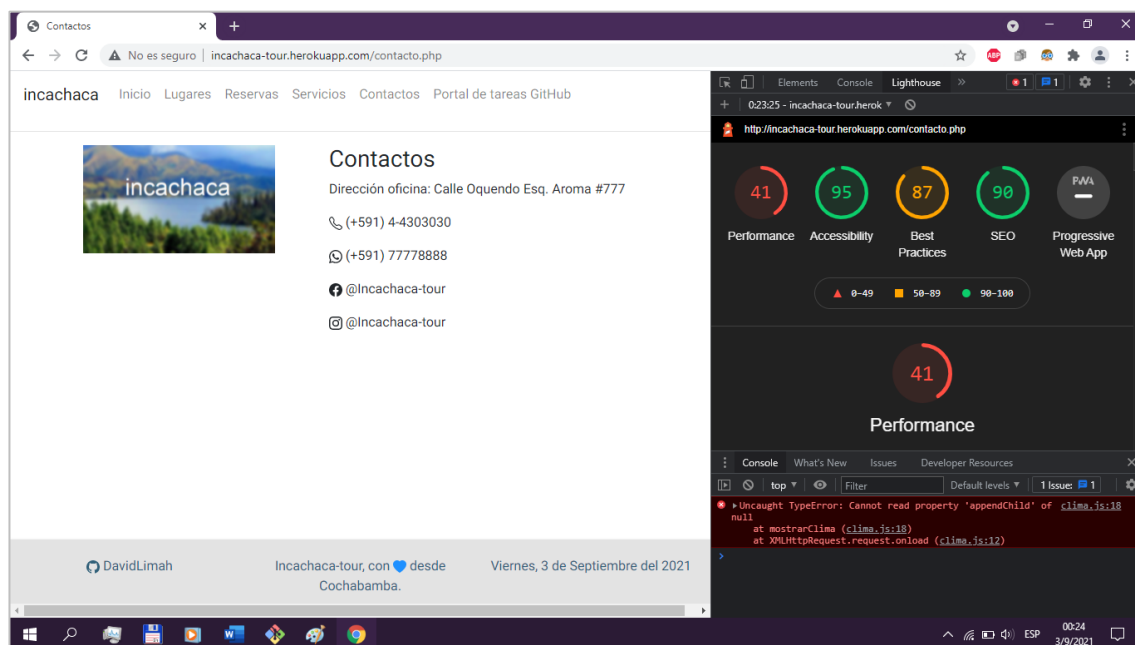 Contactos
No es seguro | incachaca-tour.herokuapp.com/contacto.php
ABP
incachaca Inicio Lugares Reservas Servicios Contactos Portal de tareas GitHub
incachaca
Contactos
Dirección oficina: Calle Oquendo Esq. Aroma #777
(+591) 4-4303030
(+591) 77778888
@Incachaca-tour
@Incachaca-tour
DavidLimah
Incachaca-tour, con desde
Cochabamba.
Viernes, 3 de Septiembre del 2021
Elements Console Lighthouse » 1 1
0:23:25 - incachaca-tour.herok
http://incachaca-tour.herokuapp.com/contacto.php
41 95 87 90 PWA
Performance Accessibility Best Practices SEO Progressive Web App
0-49 50-89 90-100
41
Performance
Console What's New Issues Developer Resources
top Filter Default levels 1 Issue: 1
Uncaught TypeError: Cannot read property 'appendChild' of clima.js:18
null
at mostrarClima (clima.js:18)
at XMLHttpRequest.request.onload (clima.js:12)
ESP
00:24
3/9/2021